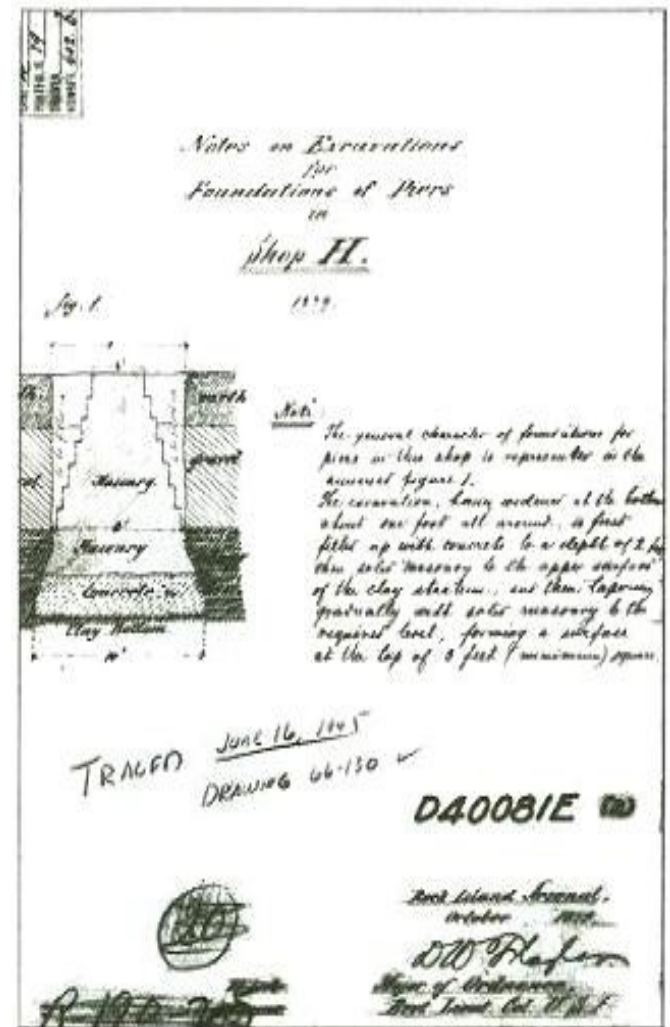 Notes on Excavations
for
Foundations of Piers
in
Shop H.
Fig. 1.
earth
gravel
Masonry
Masonry
Concrete
Clay Bottom
10'
Note
The general character of foundations for
piers in this shop is represented in the
annexed figure 1.
The excavation, being widened at the bottom
about one foot all around, is first
filled up with concrete to a depth of 2
then solid masonry to the upper surface
of the clay stratum, and then tapering
gradually with solid masonry to the
required level, forming a surface
at the top of 3 feet (minimum) square.
TRACED JUNE 16,
DRAWING 66-130
D40081E
20
Rock Island Arsenal.
October
Major of Ordnance,